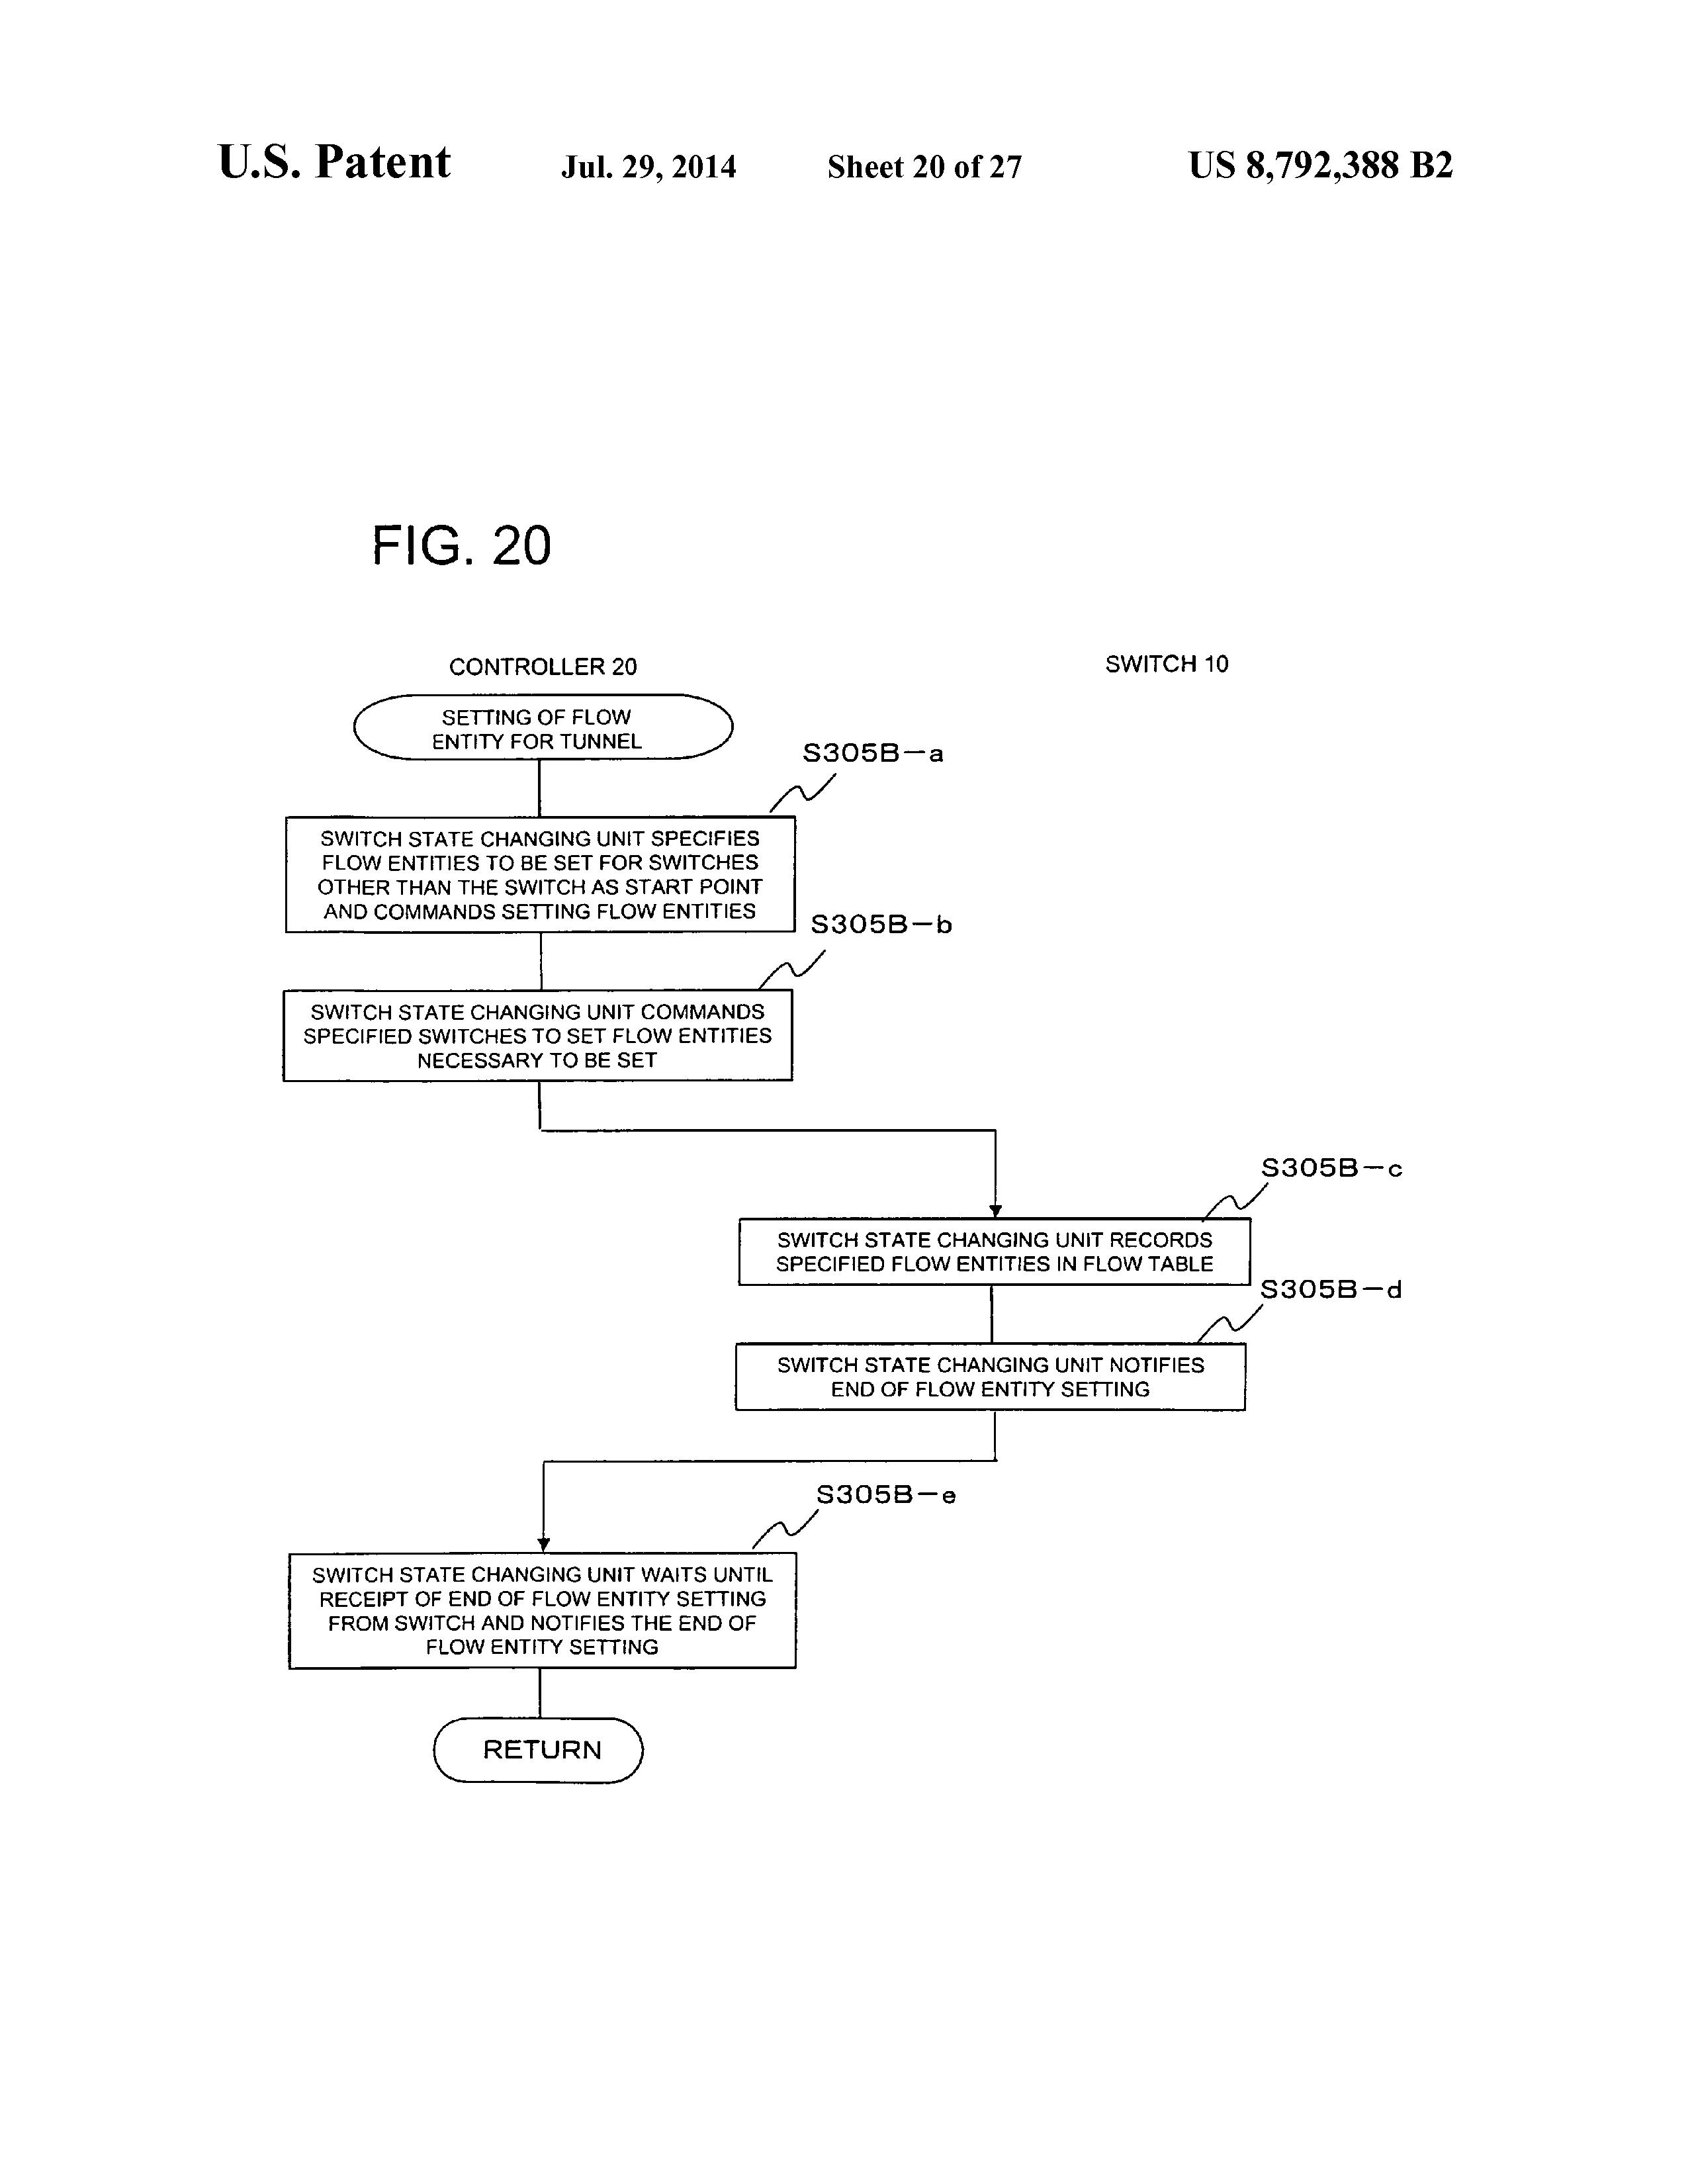 U.S. Patent Jul. 29, 2014 Sheet 20 of 27 US 8,792,388 B2
FIG. 20
CONTROLLER 20
SWITCH 10
SETTING OF FLOW
ENTITY FOR TUNNEL
S305B-a
SWITCH STATE CHANGING UNIT SPECIFIES
FLOW ENTITIES TO BE SET FOR SWITCHES
OTHER THAN THE SWITCH AS START POINT
AND COMMANDS SETTING FLOW ENTITIES
S305B-b
SWITCH STATE CHANGING UNIT COMMANDS
SPECIFIED SWITCHES TO SET FLOW ENTITIES
NECESSARY TO BE SET
S305B-c
SWITCH STATE CHANGING UNIT RECORDS
SPECIFIED FLOW ENTITIES IN FLOW TABLE
S305B-d
SWITCH STATE CHANGING UNIT NOTIFIES
END OF FLOW ENTITY SETTING
S305B-e
SWITCH STATE CHANGING UNIT WAITS UNTIL
RECEIPT OF END OF FLOW ENTITY SETTING
FROM SWITCH AND NOTIFIES THE END OF
FLOW ENTITY SETTING
RETURN